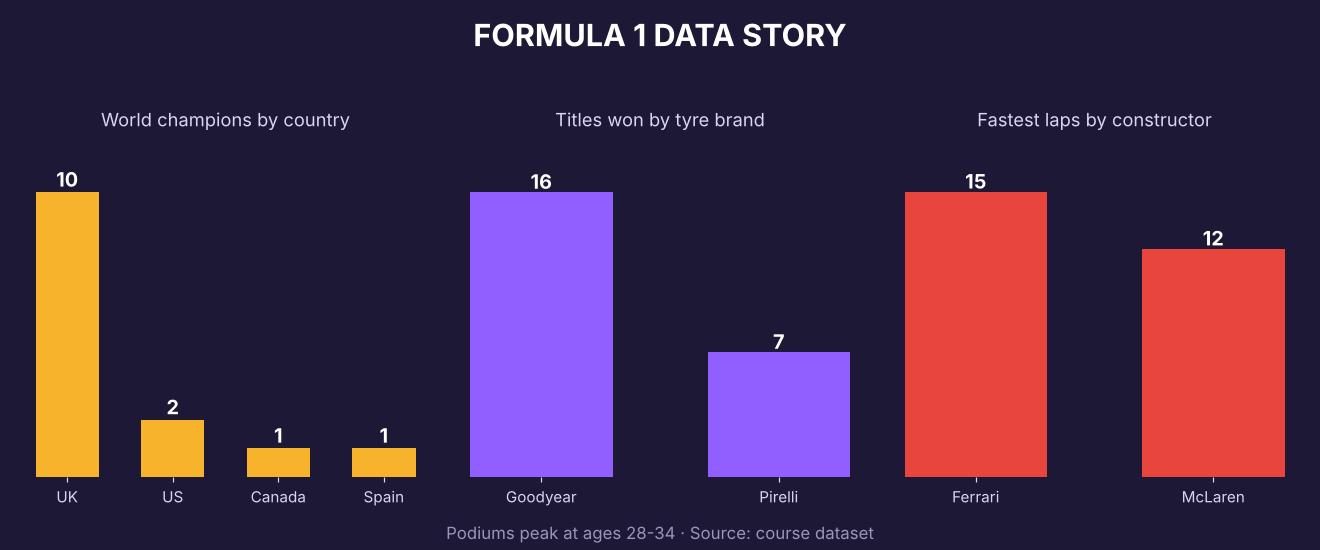 FORMULA 1 DATA STORY
World champions by country
10
2
1
1
UK
US
Canada
Spain
Titles won by tyre brand
16
7
Goodyear
Pirelli
Fastest laps by constructor
15
12
Ferrari
McLaren
Podiums peak at ages 28-34 · Source: course dataset